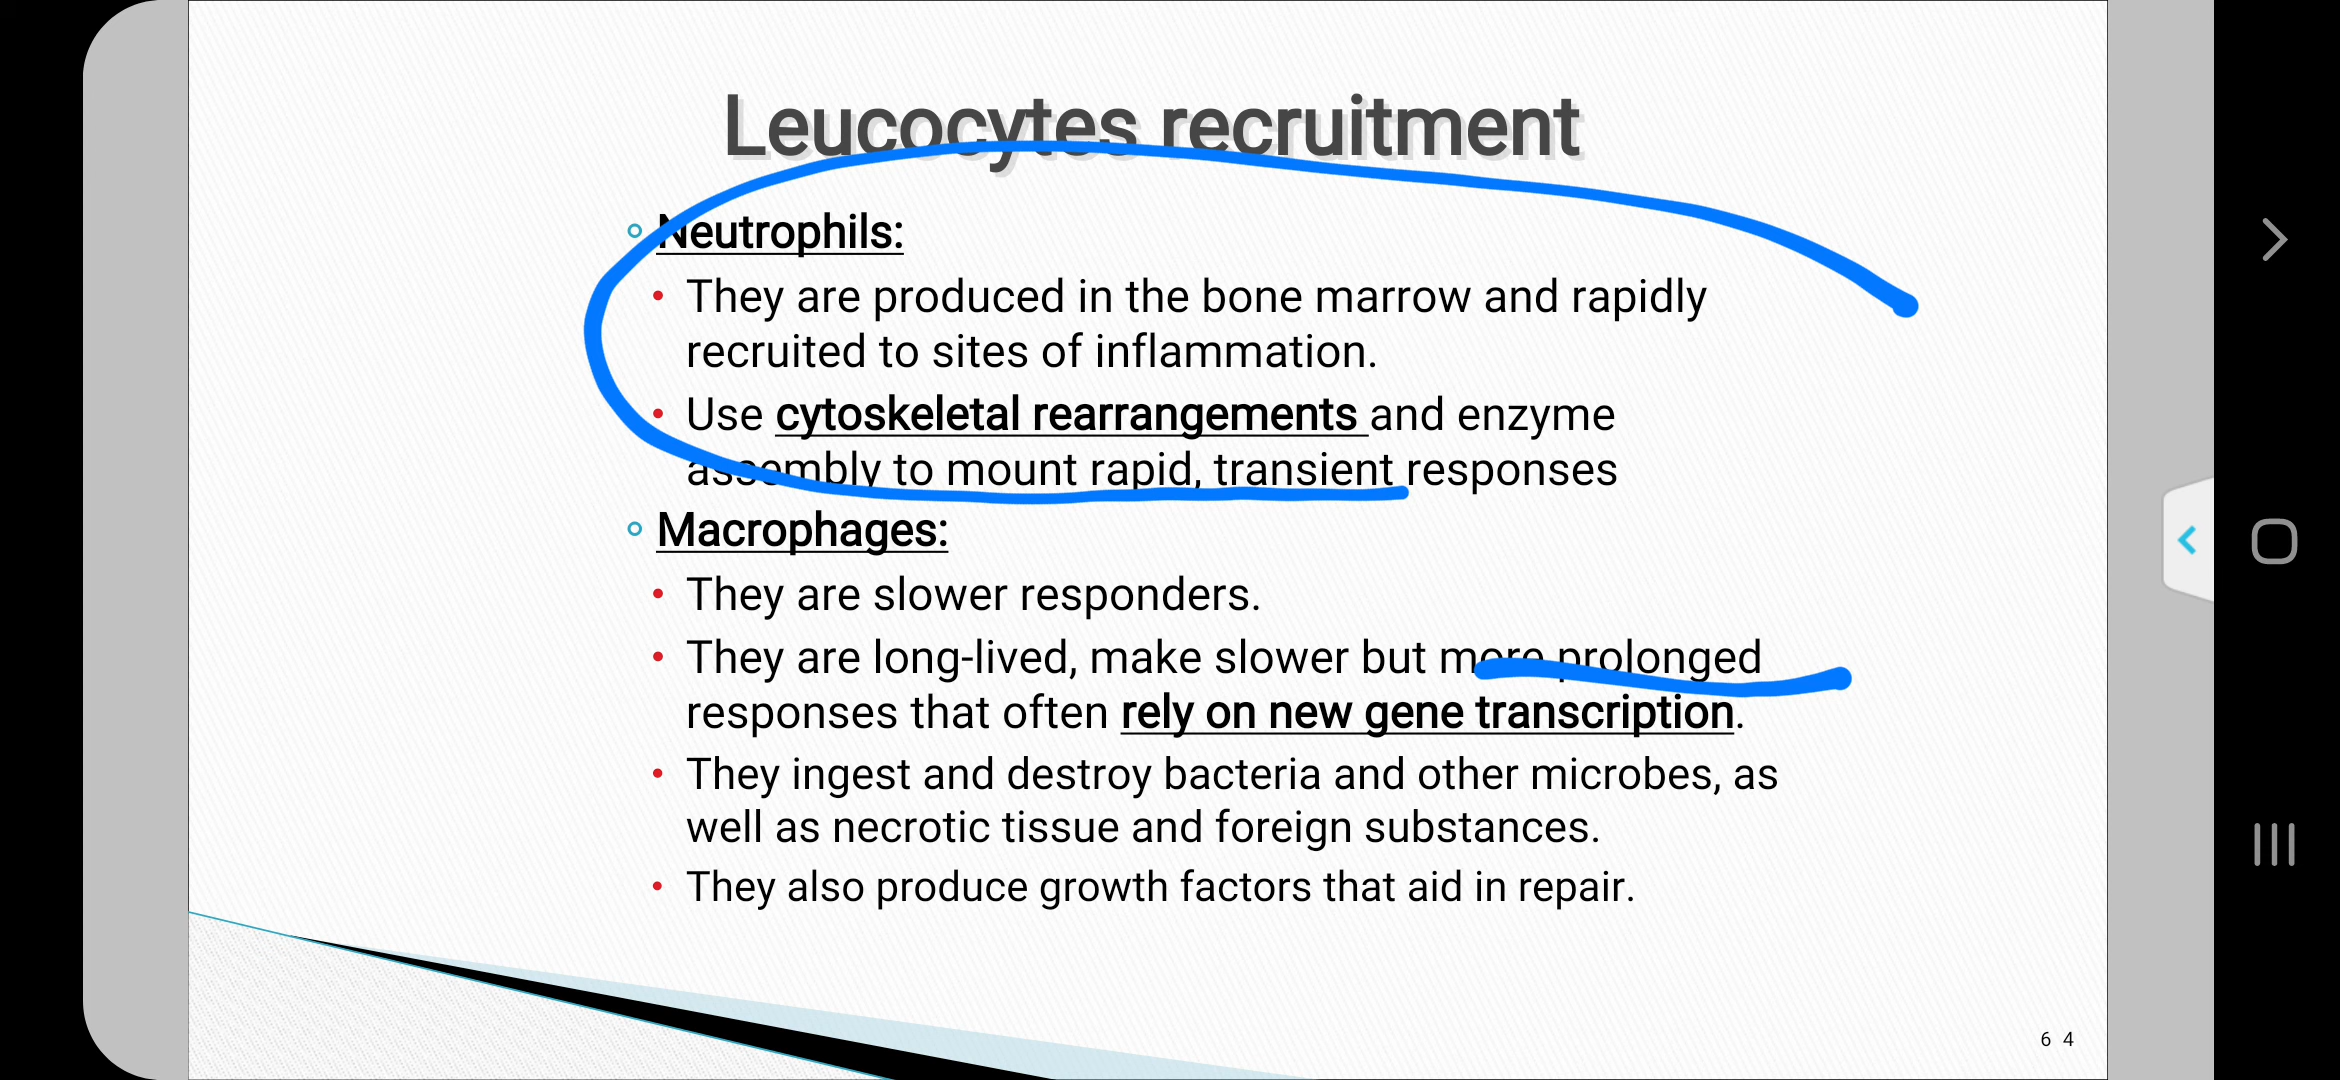 Leucocytes recruitment
Neutrophils:
They are produced in the bone marrow and rapidly
recruited to sites of inflammation.
Use cytoskeletal rearrangements and enzyme
assembly to mount rapid, transient responses
Macrophages:
They are slower responders.
They are long-lived, make slower but more prolonged
responses that often rely on new gene transcription.
They ingest and destroy bacteria and other microbes, as
well as necrotic tissue and foreign substances.
They also produce growth factors that aid in repair.
6 4